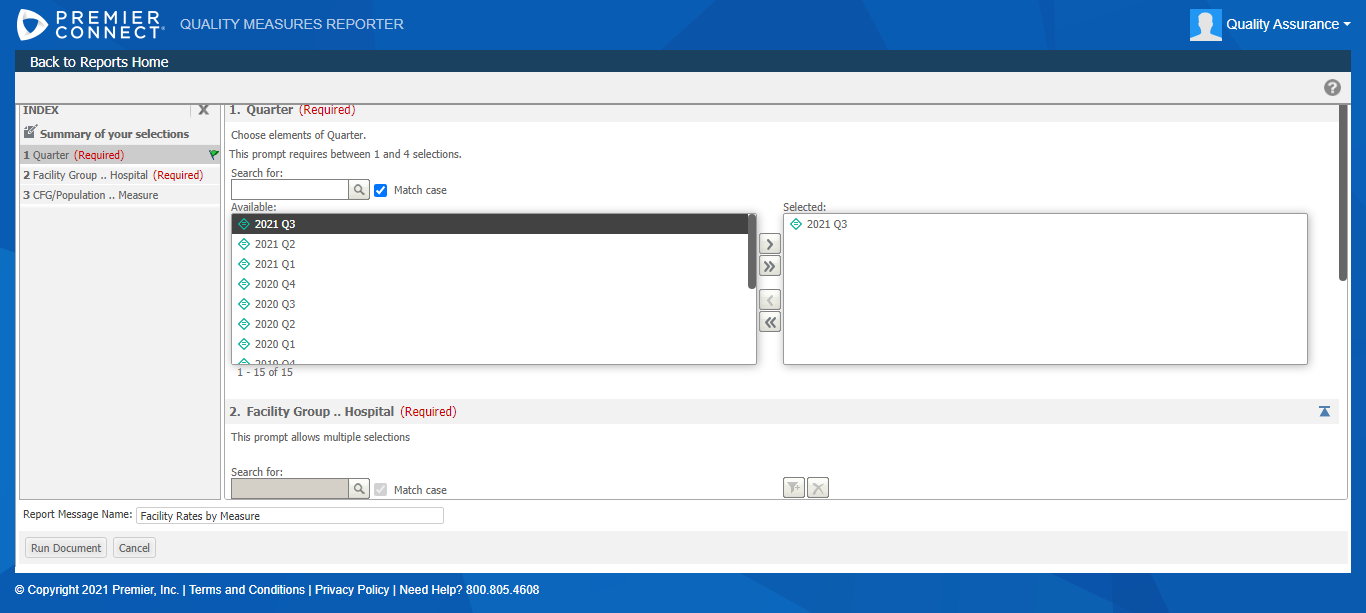 PREMIER CONNECT
QUALITY MEASURES REPORTER
Quality Assurance
Back to Reports Home
?
INDEX
X
Summary of your selections
1 Quarter (Required)
2 Facility Group .. Hospital (Required)
3 CFG/Population .. Measure
1. Quarter (Required)
Choose elements of Quarter.
This prompt requires between 1 and 4 selections.
Search for:
Match case
Available:
2021 Q3
2021 Q2
2021 Q1
2020 Q4
2020 Q3
2020 Q2
2020 Q1
2019 Q4
1 - 15 of 15
Selected:
2021 Q3
2. Facility Group .. Hospital (Required)
This prompt allows multiple selections
Search for:
Match case
Report Message Name: Facility Rates by Measure
Run Document Cancel
© Copyright 2021 Premier, Inc. | Terms and Conditions | Privacy Policy | Need Help? 800.805.4608